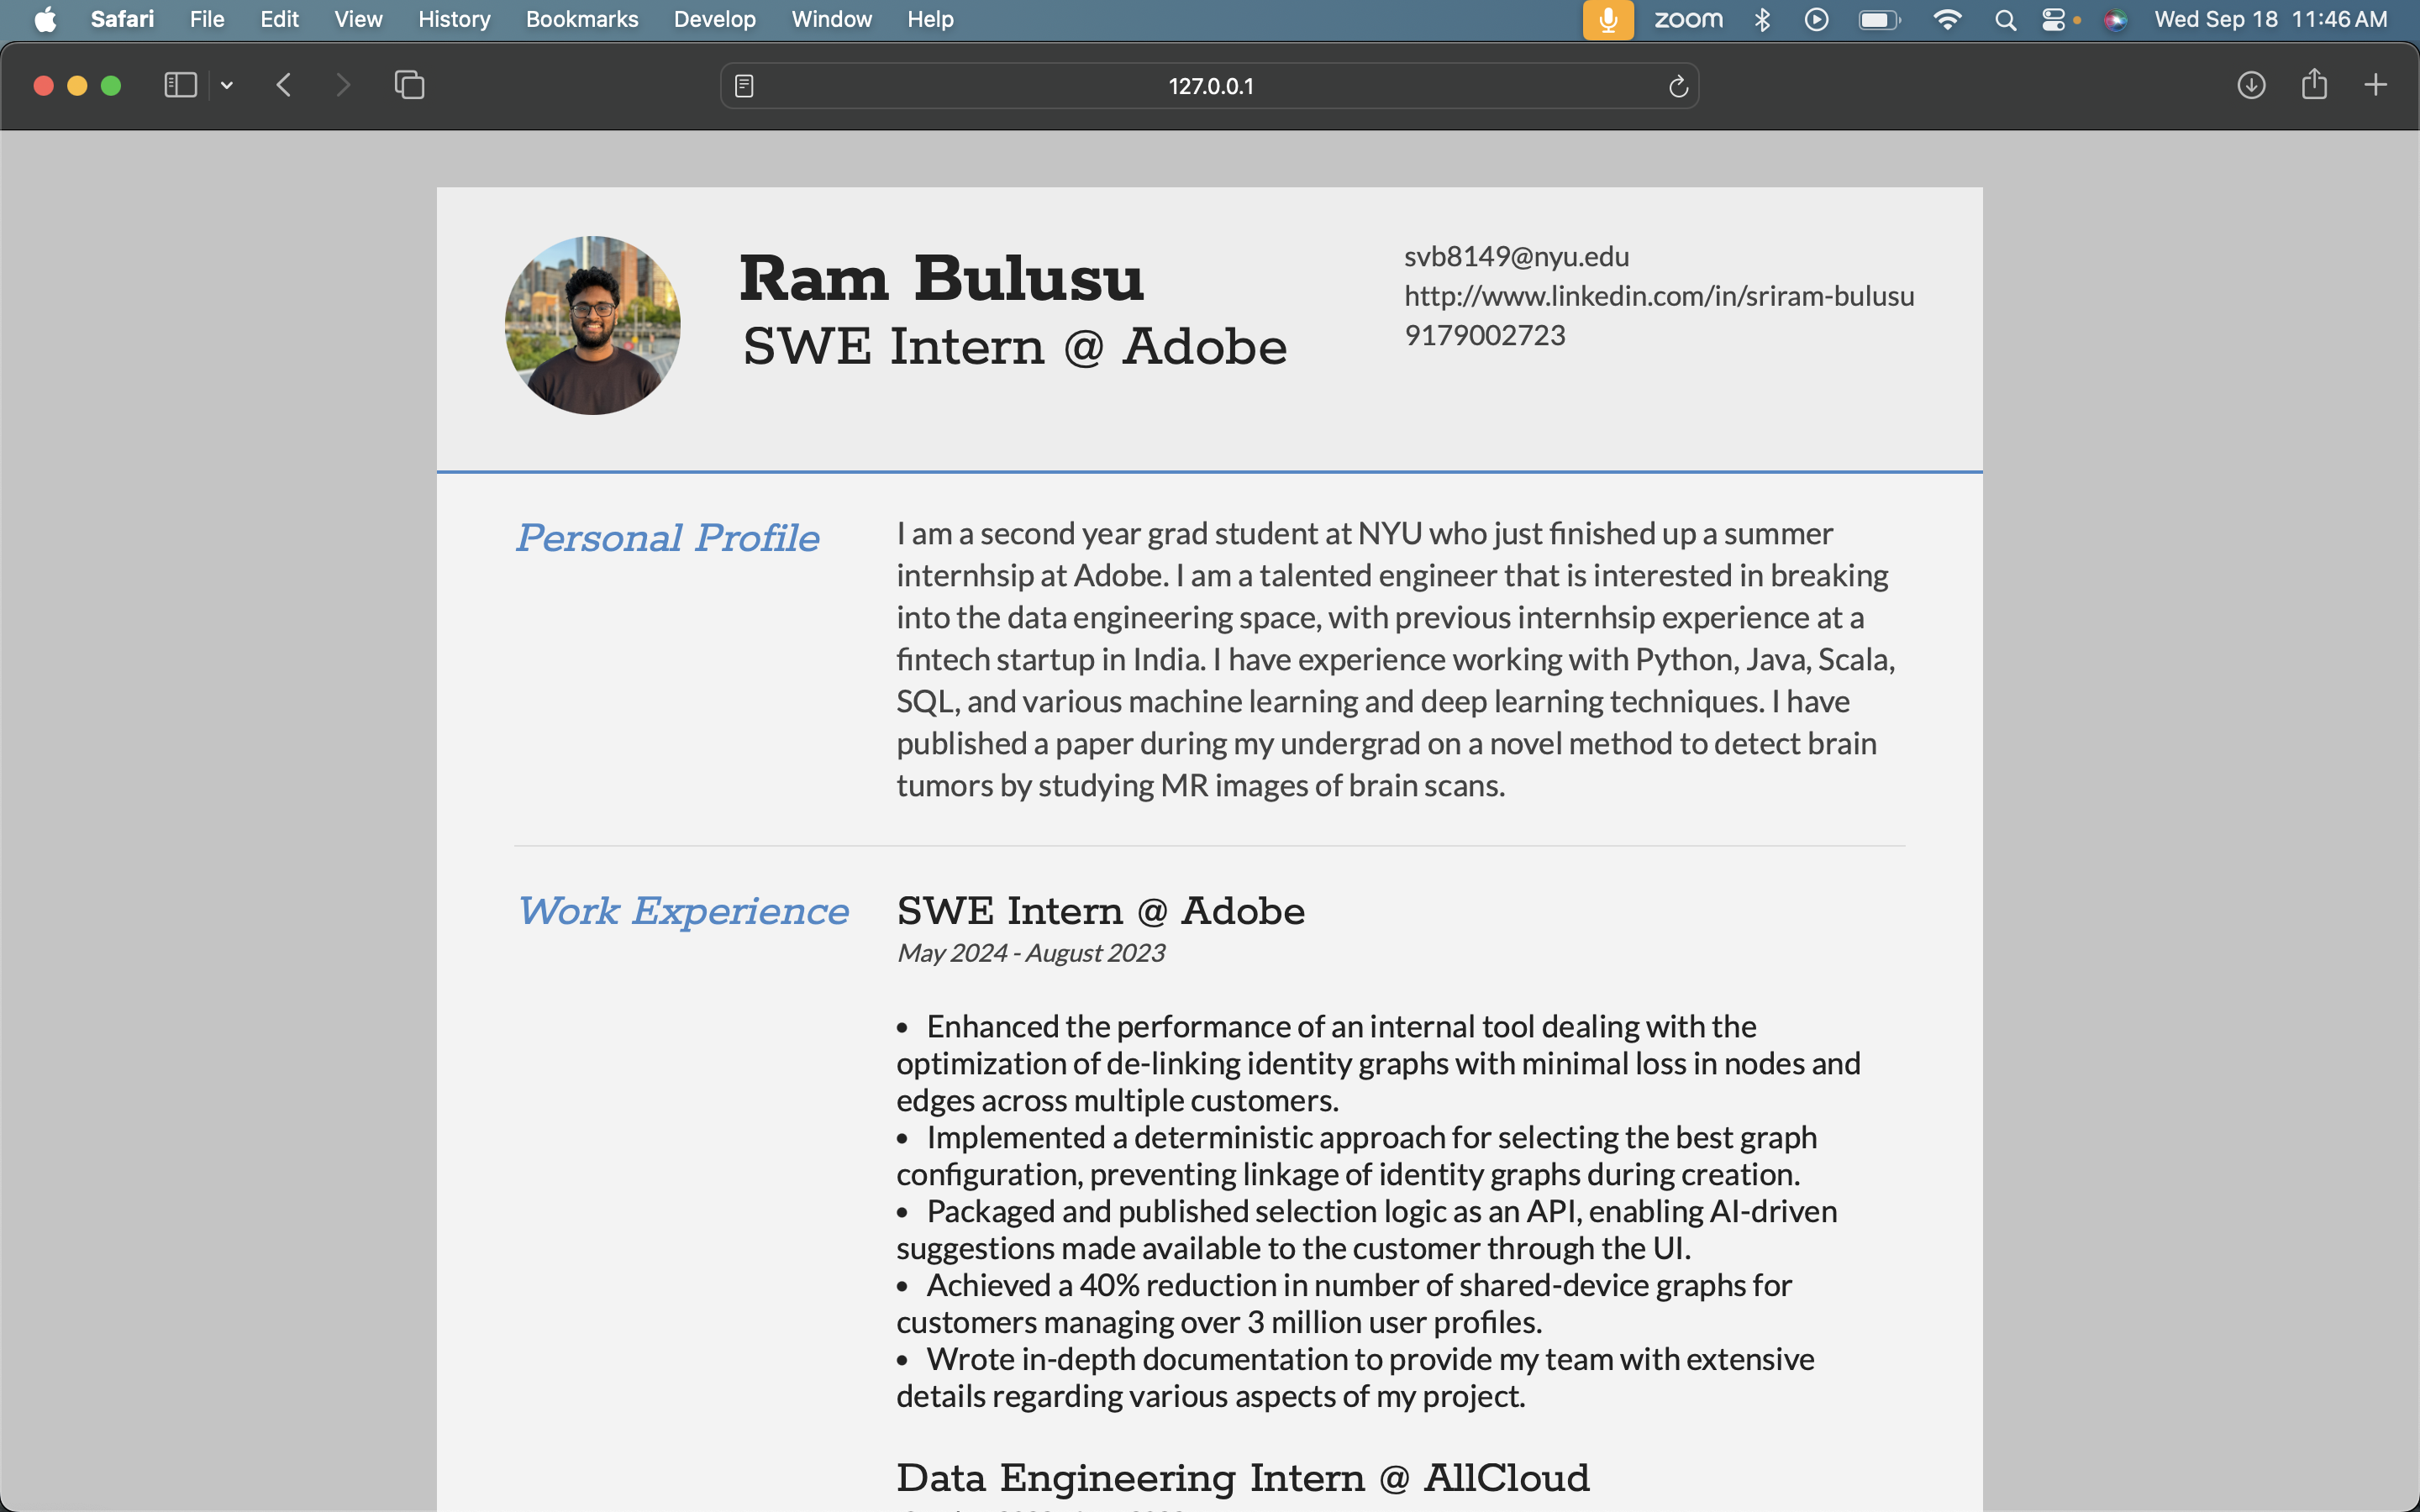 Safari File Edit View History Bookmarks Develop Window Help zoom Wed Sep 18 11:46 AM
127.0.0.1
Ram Bulusu
SWE Intern @ Adobe
svb8149@nyu.edu
http://www.linkedin.com/in/sriram-bulusu
9179002723
Personal Profile
I am a second year grad student at NYU who just finished up a summer
internhsip at Adobe. I am a talented engineer that is interested in breaking
into the data engineering space, with previous internhsip experience at a
fintech startup in India. I have experience working with Python, Java, Scala,
SQL, and various machine learning and deep learning techniques. I have
published a paper during my undergrad on a novel method to detect brain
tumors by studying MR images of brain scans.
Work Experience
SWE Intern @ Adobe
May 2024 - August 2023
• Enhanced the performance of an internal tool dealing with the
optimization of de-linking identity graphs with minimal loss in nodes and
edges across multiple customers.
• Implemented a deterministic approach for selecting the best graph
configuration, preventing linkage of identity graphs during creation.
• Packaged and published selection logic as an API, enabling AI-driven
suggestions made available to the customer through the UI.
• Achieved a 40% reduction in number of shared-device graphs for
customers managing over 3 million user profiles.
• Wrote in-depth documentation to provide my team with extensive
details regarding various aspects of my project.
Data Engineering Intern @ AllCloud